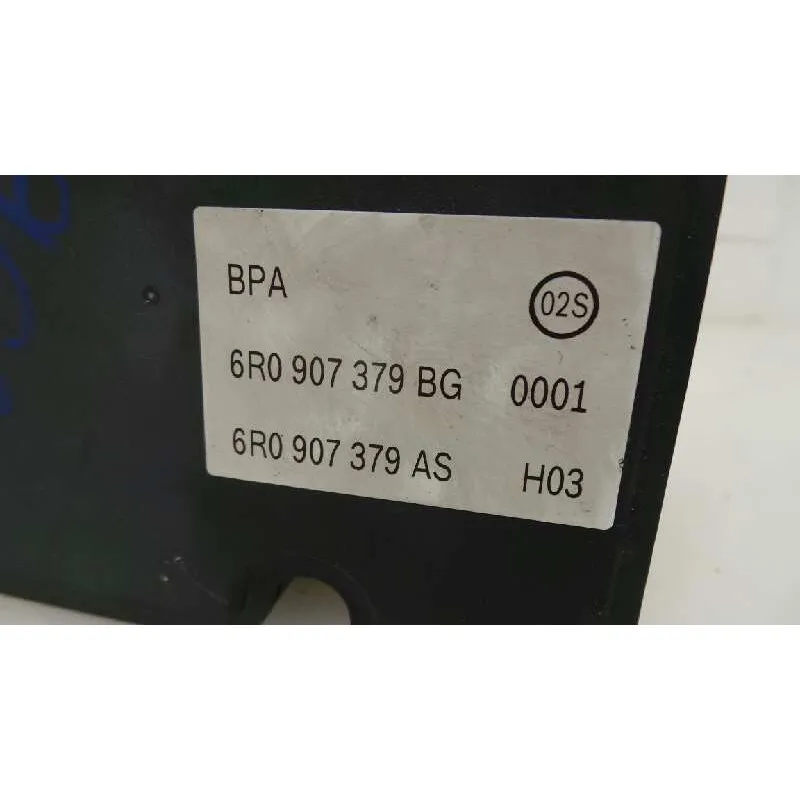 BPA 02S
6R0 907 379 BG 0001
6R0 907 379 AS H03